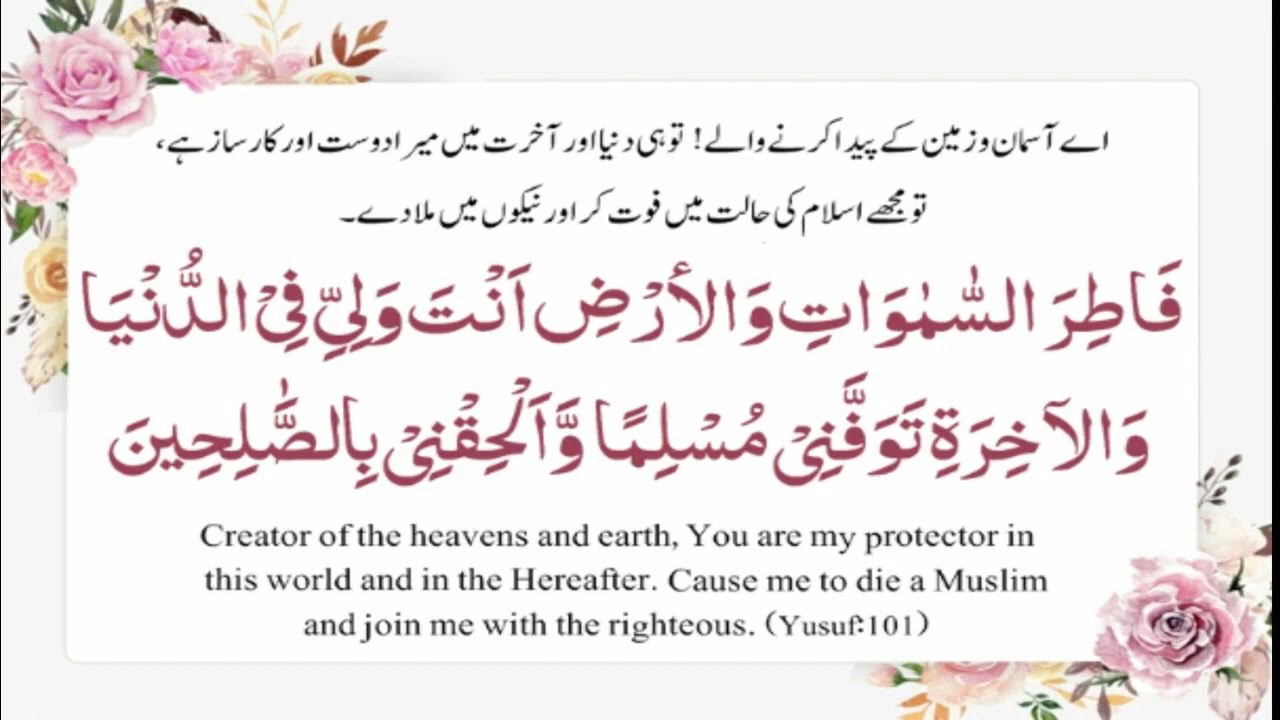 اے آسمان وزمین کے پیدا کرنے والے! تو ہی دنیا اور آخرت میں میرا دوست اور کارساز ہے،
تو مجھے اسلام کی حالت میں فوت کر اور نیکوں میں ملا دے۔
فَاطِرَ السَّمٰوَاتِ وَالأَرْضِ اَنْتَ وَلِيِّ فِيْ الدُّنْيَا
وَالآخِرَةِ تَوَفَّنِيْ مُسْلِمًا وَّاَلْحِقْنِيْ بِالصَّٰلِحِينَ
Creator of the heavens and earth, You are my protector in
this world and in the Hereafter. Cause me to die a Muslim
and join me with the righteous. (Yusuf:101)